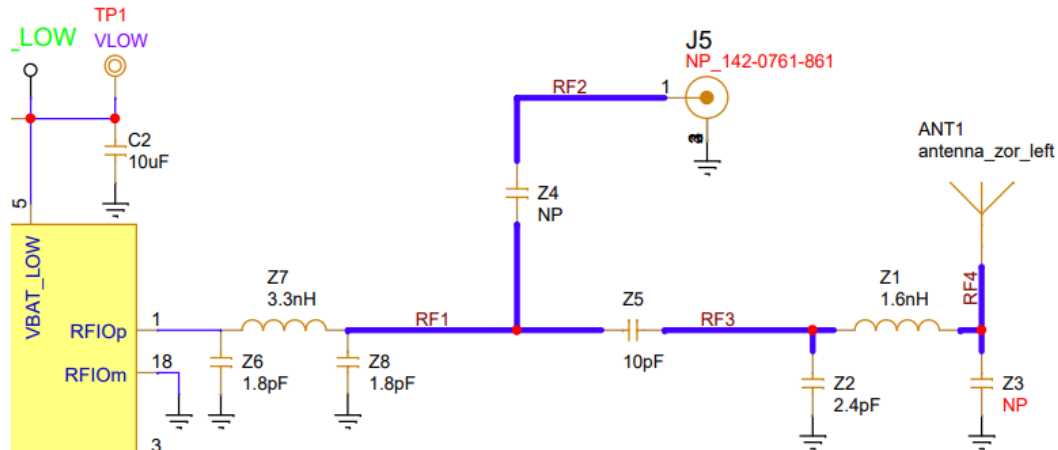 TP1
_LOW
VLOW
J5
NP_142-0761-861
RF2
1
C2
10uF
ANT1
antenna_zor_left
Z4
NP
5
VBAT_LOW
Z7
3.3nH
Z1
1.6nH
RF4
Z5
RFIOp
1
RF1
RF3
10pF
Z6
1.8pF
Z8
1.8pF
RFIOm
18
Z2
2.4pF
Z3
NP
3